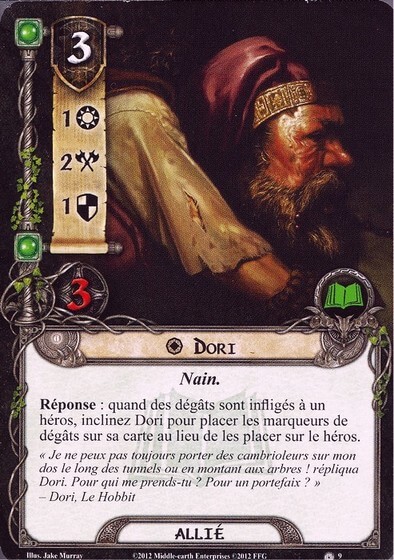 3
1
2
1
3
DORI
Nain.
Réponse : quand des dégâts sont infligés à un
héros, inclinez Dori pour placer les marqueurs de
dégâts sur sa carte au lieu de les placer sur le héros.
« Je ne peux pas toujours porter des cambrioleurs sur mon
dos le long des tunnels ou en montant aux arbres ! répliqua
Dori. Pour qui me prends-tu ? Pour un portefaix ? »
– Dori, Le Hobbit
ALLIÉ
Illus. Jake Murray ©2012 Middle-earth Enterprises ©2012 FFG 9